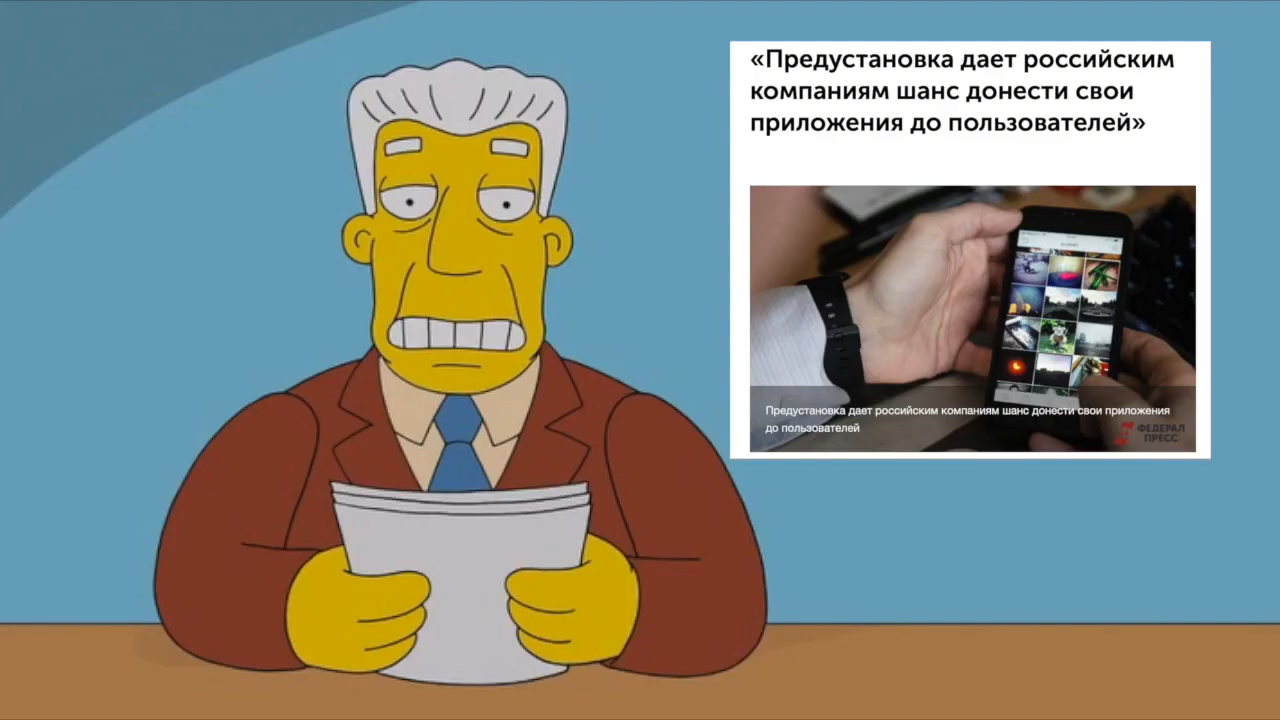 «Предустановка дает российским
компаниям шанс донести свои
приложения до пользователей»
Предустановка дает российским компаниям шанс донести свои приложения
до пользователей
ФЕДЕРАЛ
ПРЕСС